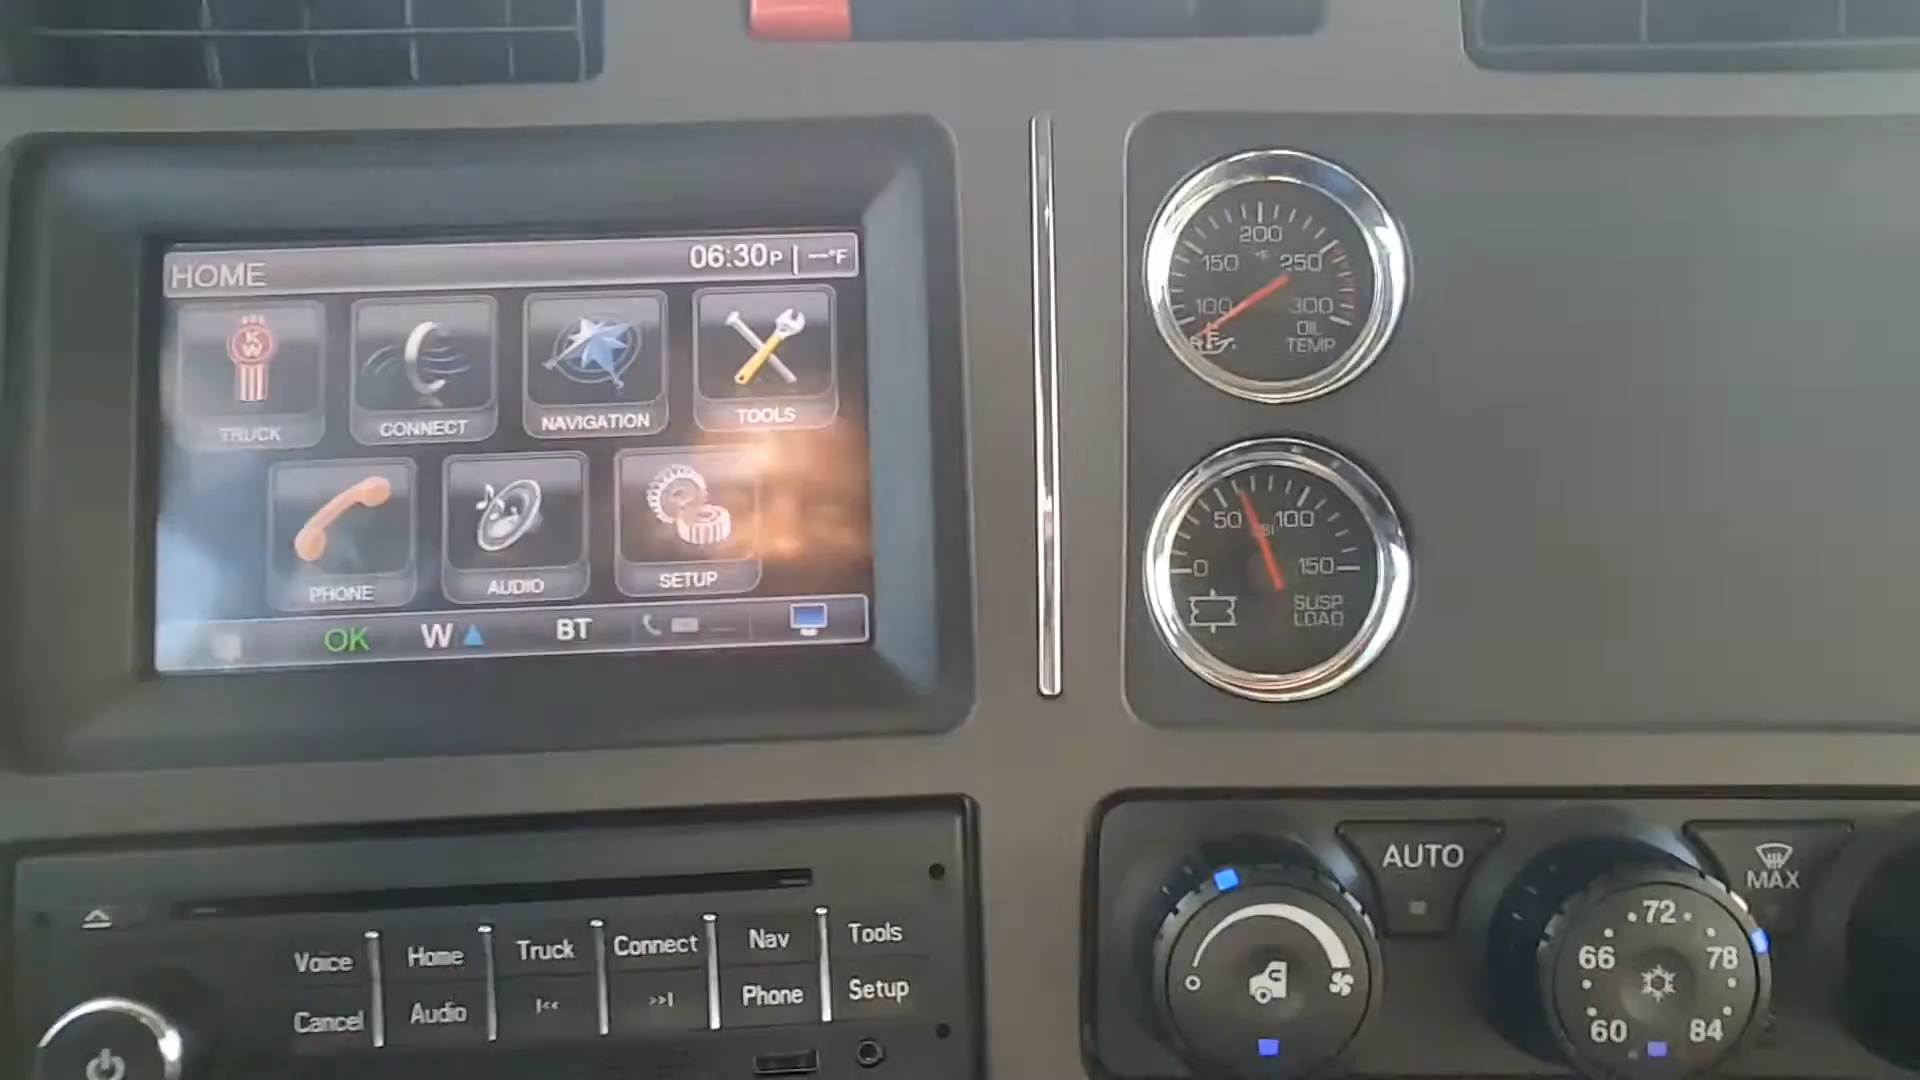 HOME
06:30P | --°F
KW
TRUCK
CONNECT
NAVIGATION
TOOLS
PHONE
AUDIO
SETUP
OK
W
BT
200
150 °F 250
100 300
OIL
TEMP
50 100
0 150
SUSP
LOAD
Voice Home Truck Connect Nav Tools
Cancel Audio |<< >>| Phone Setup
AUTO
MAX
72
66 78
60 84